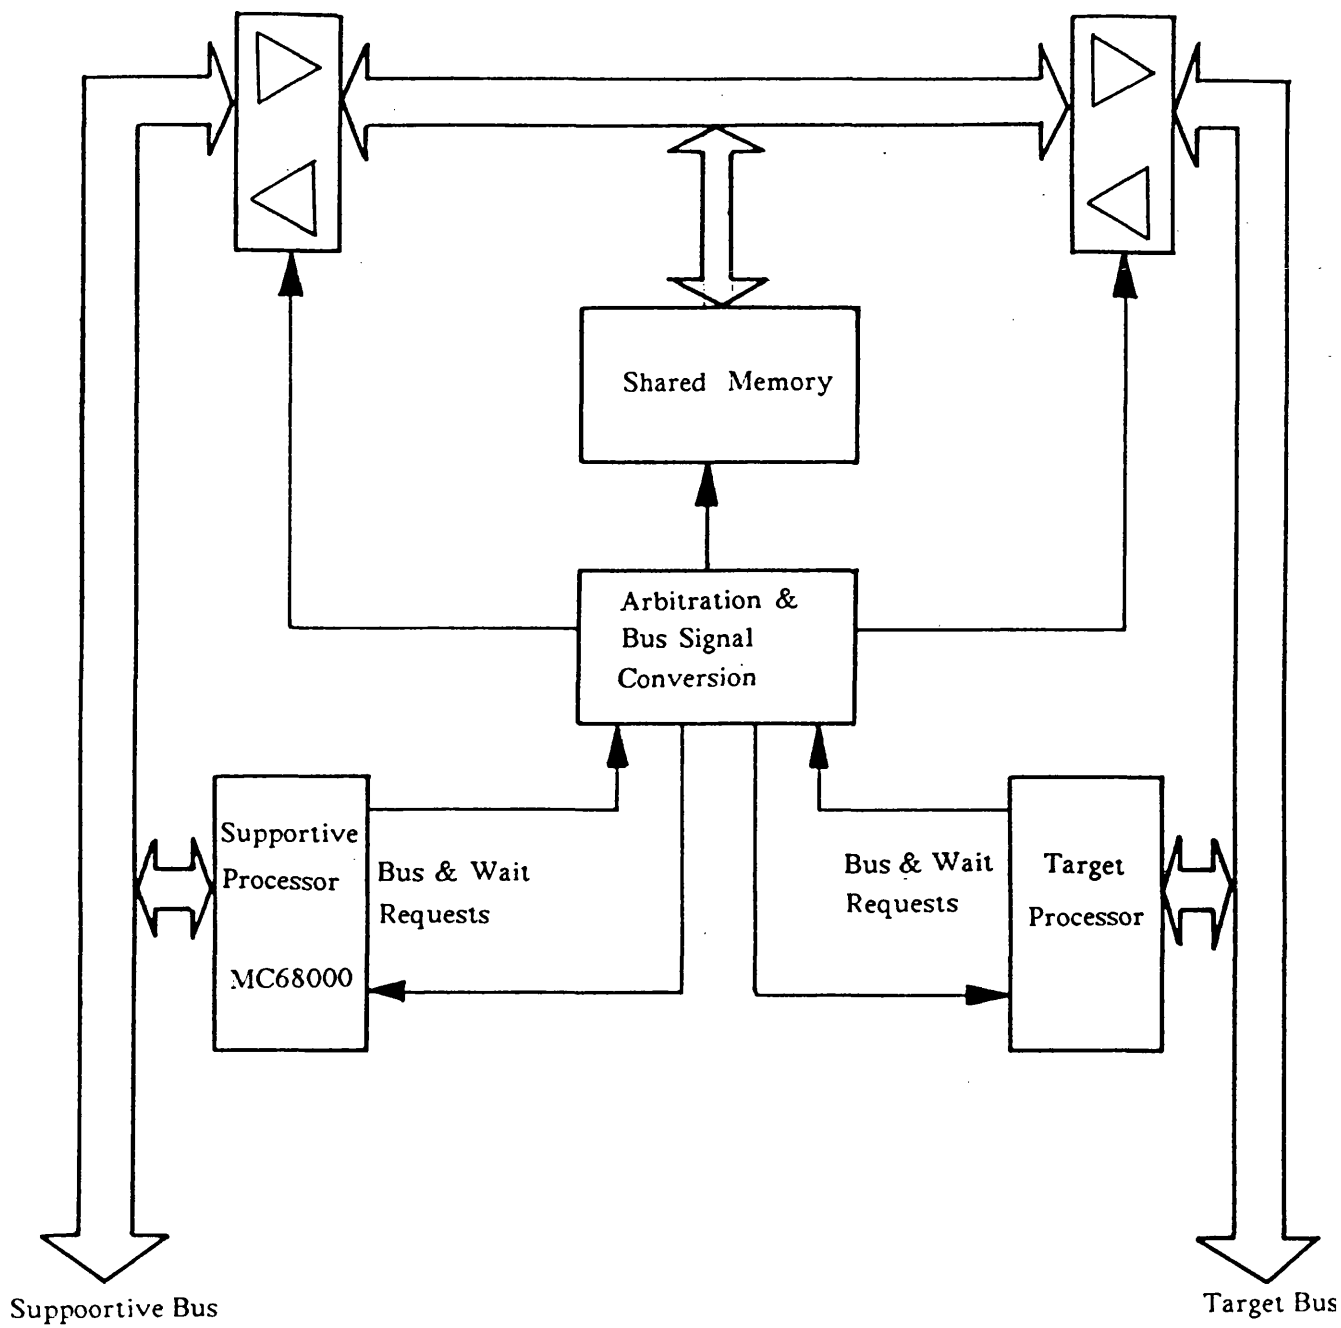 Shared Memory
Arbitration &
Bus Signal
Conversion
Supportive
Processor
MC68000
Bus & Wait
Requests
Bus & Wait
Requests
Target
Processor
Suppoortive Bus
Target Bus